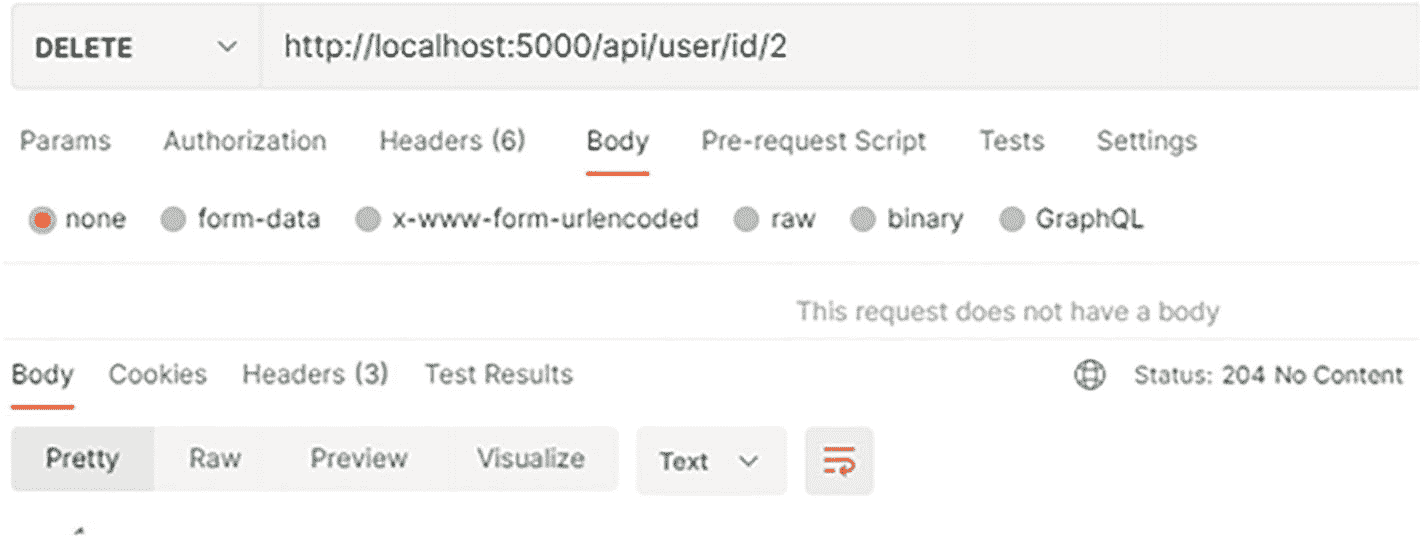 DELETE http://localhost:5000/api/user/id/2
Params Authorization Headers (6) Body Pre-request Script Tests Settings
none form-data x-www-form-urlencoded raw binary GraphQL
This request does not have a body
Body Cookies Headers (3) Test Results Status: 204 No Content
Pretty Raw Preview Visualize Text